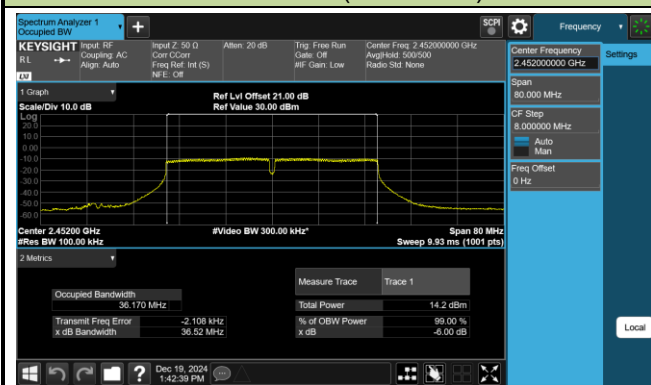 Spectrum Analyzer 1
Occupied BW
SCPI
Frequency
KEYSIGHT
RL
Input: RF
Coupling: AC
Align: Auto
Input Z: 50 Ω
Corr CCorr
Freq Ref: Int (S)
NFE: Off
Atten: 20 dB
Trig: Free Run
Gate: Off
#IF Gain: Low
Center Freq: 2.452000000 GHz
Avg|Hold: 500/500
Radio Std: None
LXI
Center Frequency
2.452000000 GHz
Settings
Span
80.000 MHz
CF Step
8.000000 MHz
Auto
Man
Freq Offset
0 Hz
Local
1 Graph
Scale/Div 10.0 dB
Ref Lvl Offset 21.00 dB
Ref Value 30.00 dBm
Log
20.0
10.0
0.00
-10.0
-20.0
-30.0
-40.0
-50.0
-60.0
Center 2.45200 GHz
#Video BW 300.00 kHz*
Span 80 MHz
#Res BW 100.00 kHz
Sweep 9.93 ms (1001 pts)
2 Metrics
Measure Trace Trace 1
Occupied Bandwidth
36.170 MHz
Total Power 14.2 dBm
Transmit Freq Error -2.108 kHz
% of OBW Power 99.00 %
x dB Bandwidth 36.52 MHz
x dB -6.00 dB
Dec 19, 2024
1:42:39 PM